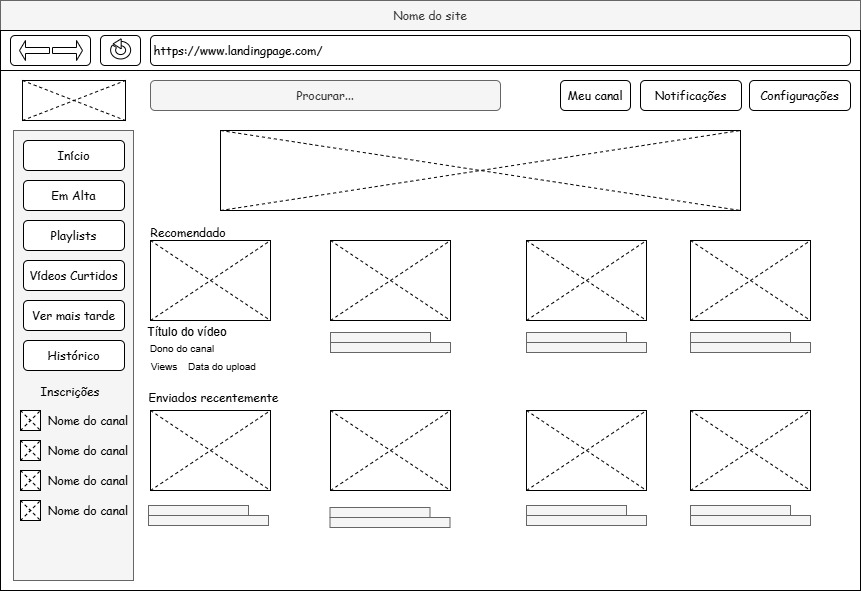 Nome do site
https://www.landingpage.com/
Procurar...
Meu canal
Notificações
Configurações
Início
Em Alta
Playlists
Vídeos Curtidos
Ver mais tarde
Histórico
Inscrições
Nome do canal
Nome do canal
Nome do canal
Nome do canal
Recomendado
Título do vídeo
Dono do canal
Views Data do upload
Enviados recentemente